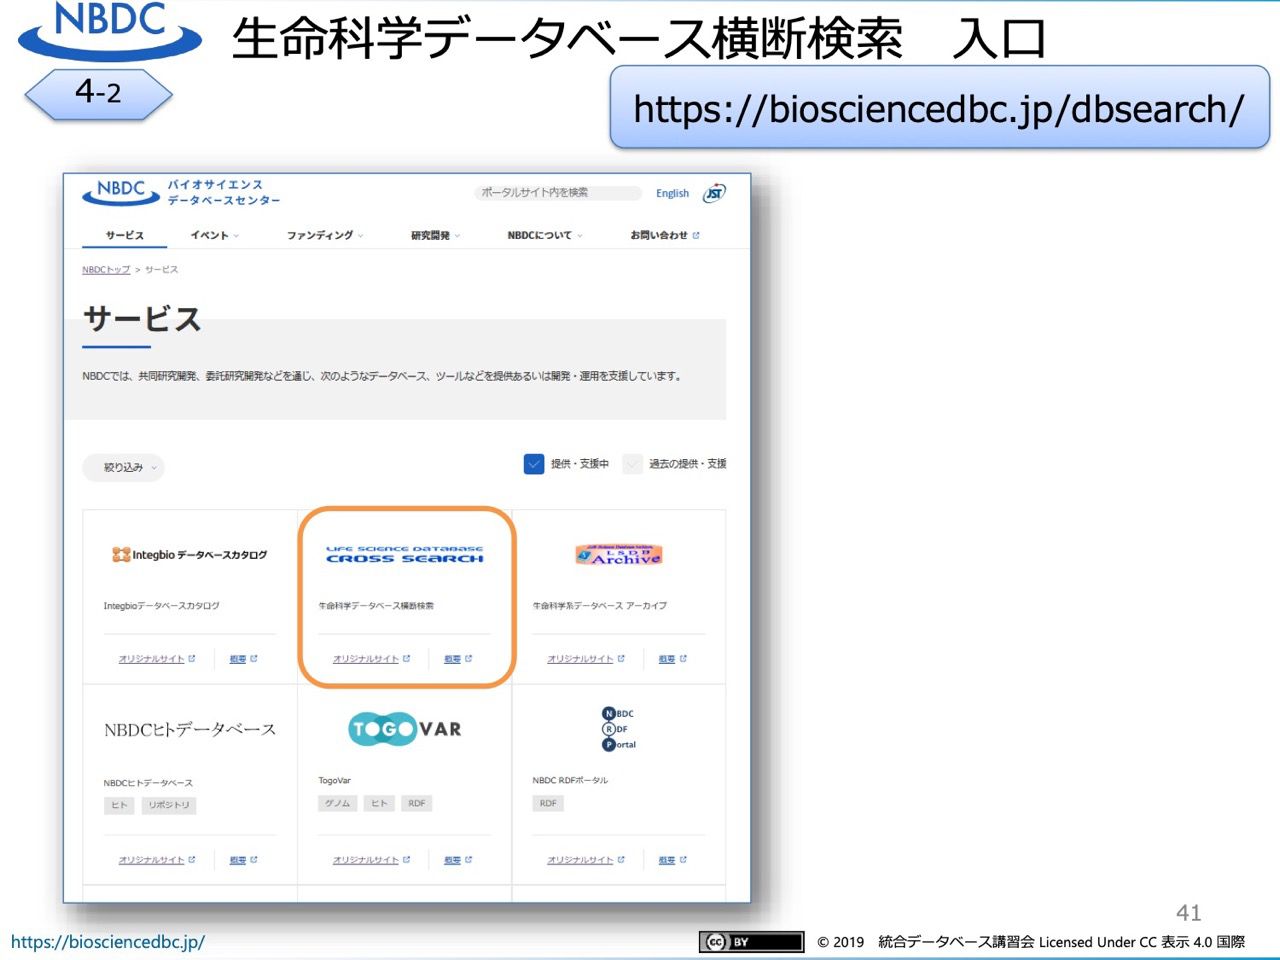 NBDC
生命科学データベース横断検索　入口
4-2
https://biosciencedbc.jp/dbsearch/
NBDC バイオサイエンス
データベースセンター
ポータルサイト内を検索 English JST
サービス イベント ファンディング 研究開発 NBDCについて お問い合わせ
NBDCトップ > サービス
サービス
NBDCでは、共同研究開発、委託研究開発などを通じ、次のようなデータベース、ツールなどを提供あるいは開発・運用を支援しています。
絞り込み 提供・支援中 過去の提供・支援
Integbio データベースカタログ
Integbioデータベースカタログ
オリジナルサイト 概要
LIFE SCIENCE DATABASE
CROSS SEARCH
生命科学データベース横断検索
オリジナルサイト 概要
LSDB
Archive
生命科学系データベース アーカイブ
オリジナルサイト 概要
NBDCヒトデータベース
NBDCヒトデータベース
ヒト リポジトリ
オリジナルサイト 概要
TOGOVAR
TogoVar
ゲノム ヒト RDF
オリジナルサイト 概要
NBDC
RDF
Portal
NBDC RDFポータル
RDF
オリジナルサイト 概要
41
https://biosciencedbc.jp/
cc BY © 2019　統合データベース講習会 Licensed Under CC 表示 4.0 国際